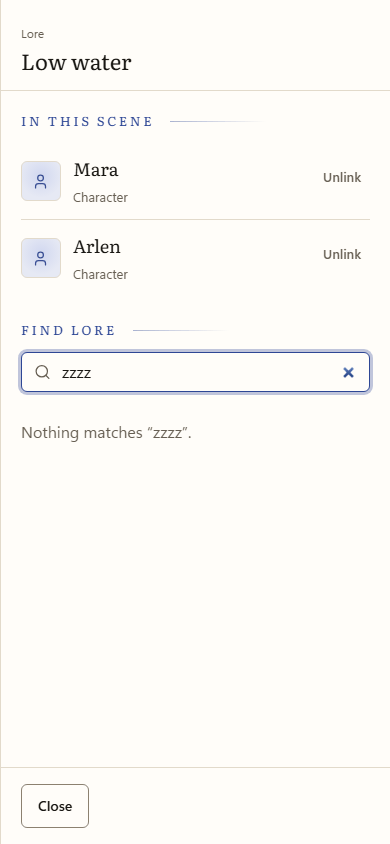 Lore
Low water
IN THIS SCENE
Mara
Character
Unlink
Arlen
Character
Unlink
FIND LORE
zzzz
Nothing matches “zzzz”.
Close